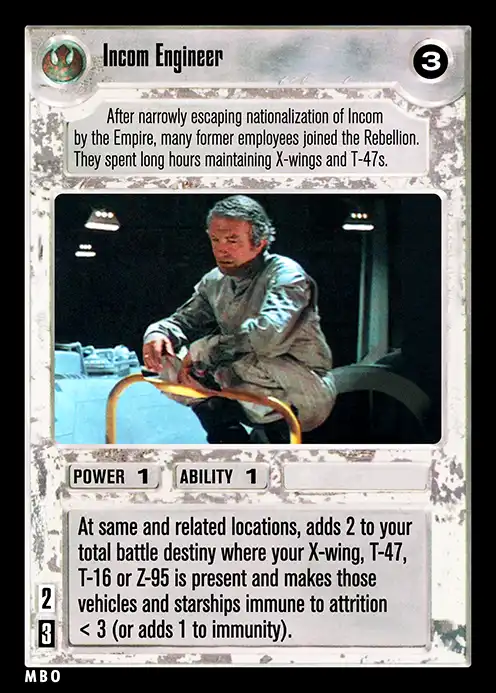 Incom Engineer
3
After narrowly escaping nationalization of Incom
by the Empire, many former employees joined the Rebellion.
They spent long hours maintaining X-wings and T-47s.
POWER 1
ABILITY 1
At same and related locations, adds 2 to your
total battle destiny where your X-wing, T-47,
T-16 or Z-95 is present and makes those
vehicles and starships immune to attrition
< 3 (or adds 1 to immunity).
2
3
MBO